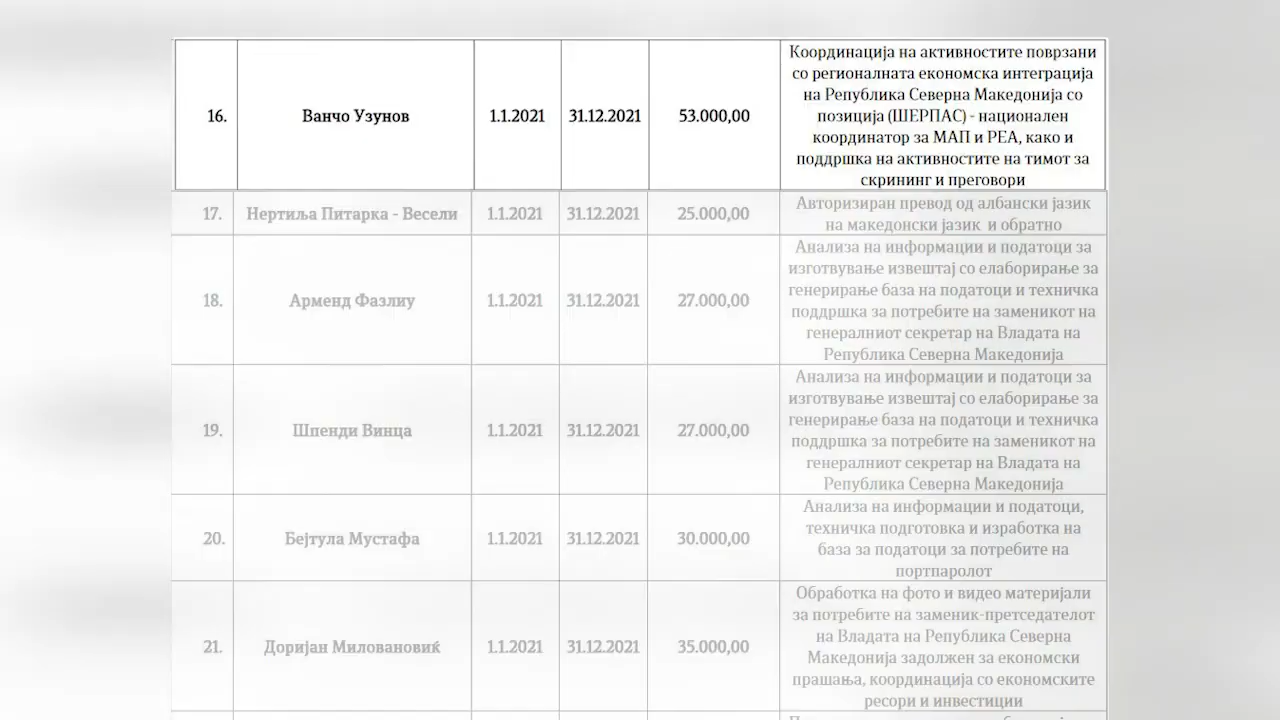 16. Ванчо Узунов 1.1.2021 31.12.2021 53.000,00
Координација на активностите поврзани
со регионалната економска интеграција
на Република Северна Македонија со
позиција (ШЕРПАС) - национален
координатор за МАП и РЕА, како и
поддршка на активностите на тимот за
скрининг и преговори
17. Нертиља Питарка - Весели 1.1.2021 31.12.2021 25.000,00
Авторизиран превод од албански јазик
на македонски јазик и обратно
18. Арменд Фазлиу 1.1.2021 31.12.2021 27.000,00
Анализа на информации и податоци за
изготвување извештај со елаборирање за
генерирање база на податоци и техничка
поддршка за потребите на заменикот на
генералниот секретар на Владата на
Република Северна Македонија
19. Шпенди Винца 1.1.2021 31.12.2021 27.000,00
Анализа на информации и податоци за
изготвување извештај со елаборирање за
генерирање база на податоци и техничка
поддршка за потребите на заменикот на
генералниот секретар на Владата на
Република Северна Македонија
20. Бејтула Мустафа 1.1.2021 31.12.2021 30.000,00
Анализа на информации и податоци,
техничка подготовка и изработка на
база за податоци за потребите на
портпаролот
21. Доријан Миловановиќ 1.1.2021 31.12.2021 35.000,00
Обработка на фото и видео материјали
за потребите на заменик-претседателот
на Владата на Република Северна
Македонија задолжен за економски
прашања, координација со економските
ресори и инвестиции